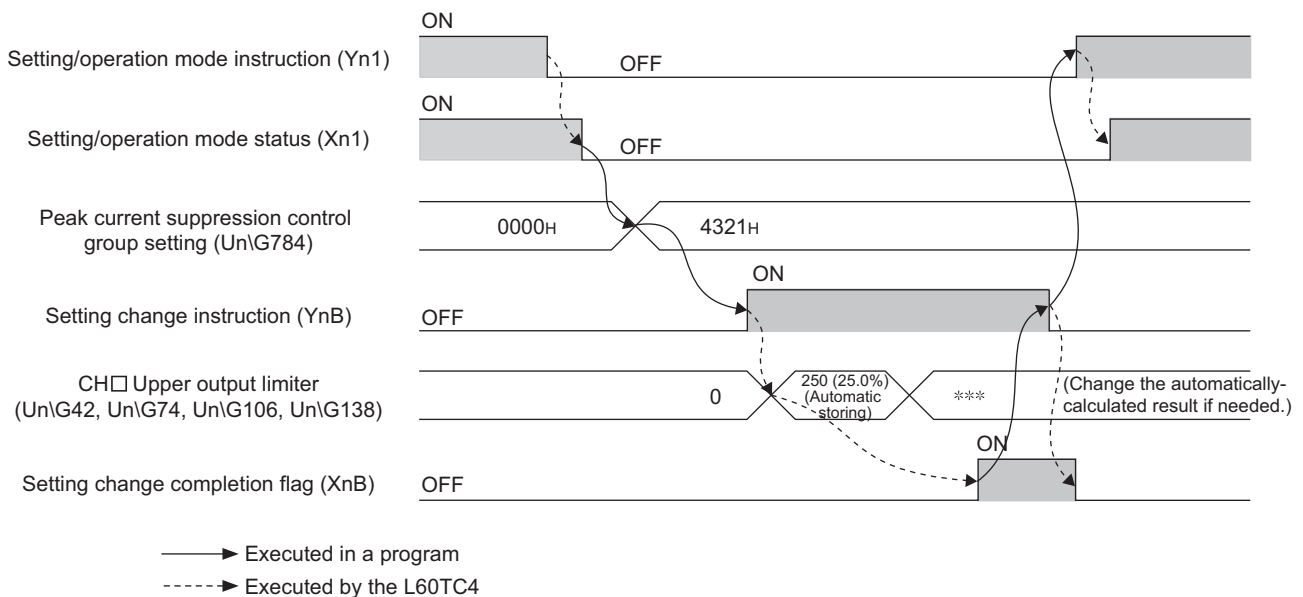 ON
Setting/operation mode instruction (Yn1)
OFF
ON
Setting/operation mode status (Xn1)
OFF
Peak current suppression control
group setting (Un\G784)
0000H
4321H
ON
Setting change instruction (YnB)
OFF
CH□ Upper output limiter
(Un\G42, Un\G74, Un\G106, Un\G138)
0
250 (25.0%)
(Automatic
storing)
***
(Change the automatically-
calculated result if needed.)
ON
Setting change completion flag (XnB)
OFF
Executed in a program
Executed by the L60TC4